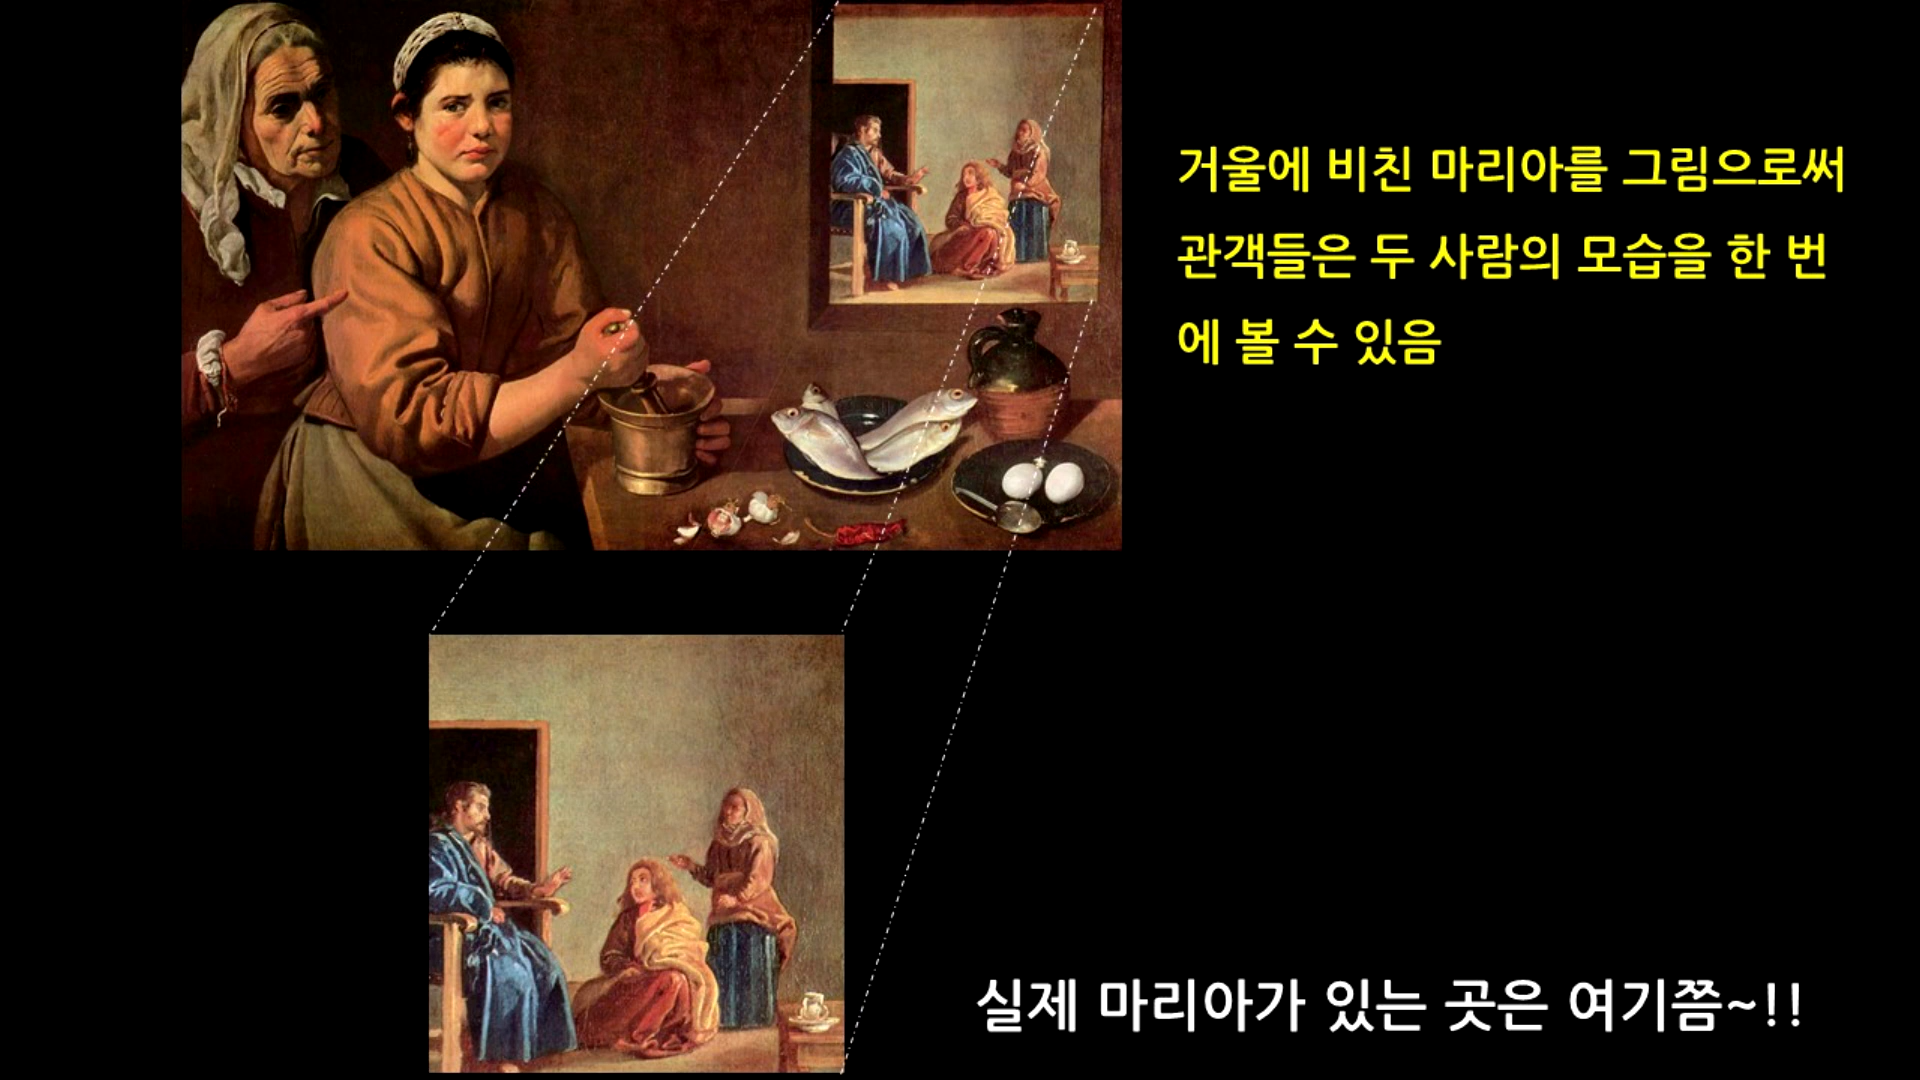 거울에 비친 마리아를 그림으로써
관객들은 두 사람의 모습을 한 번
에 볼 수 있음
실제 마리아가 있는 곳은 여기쯤~!!